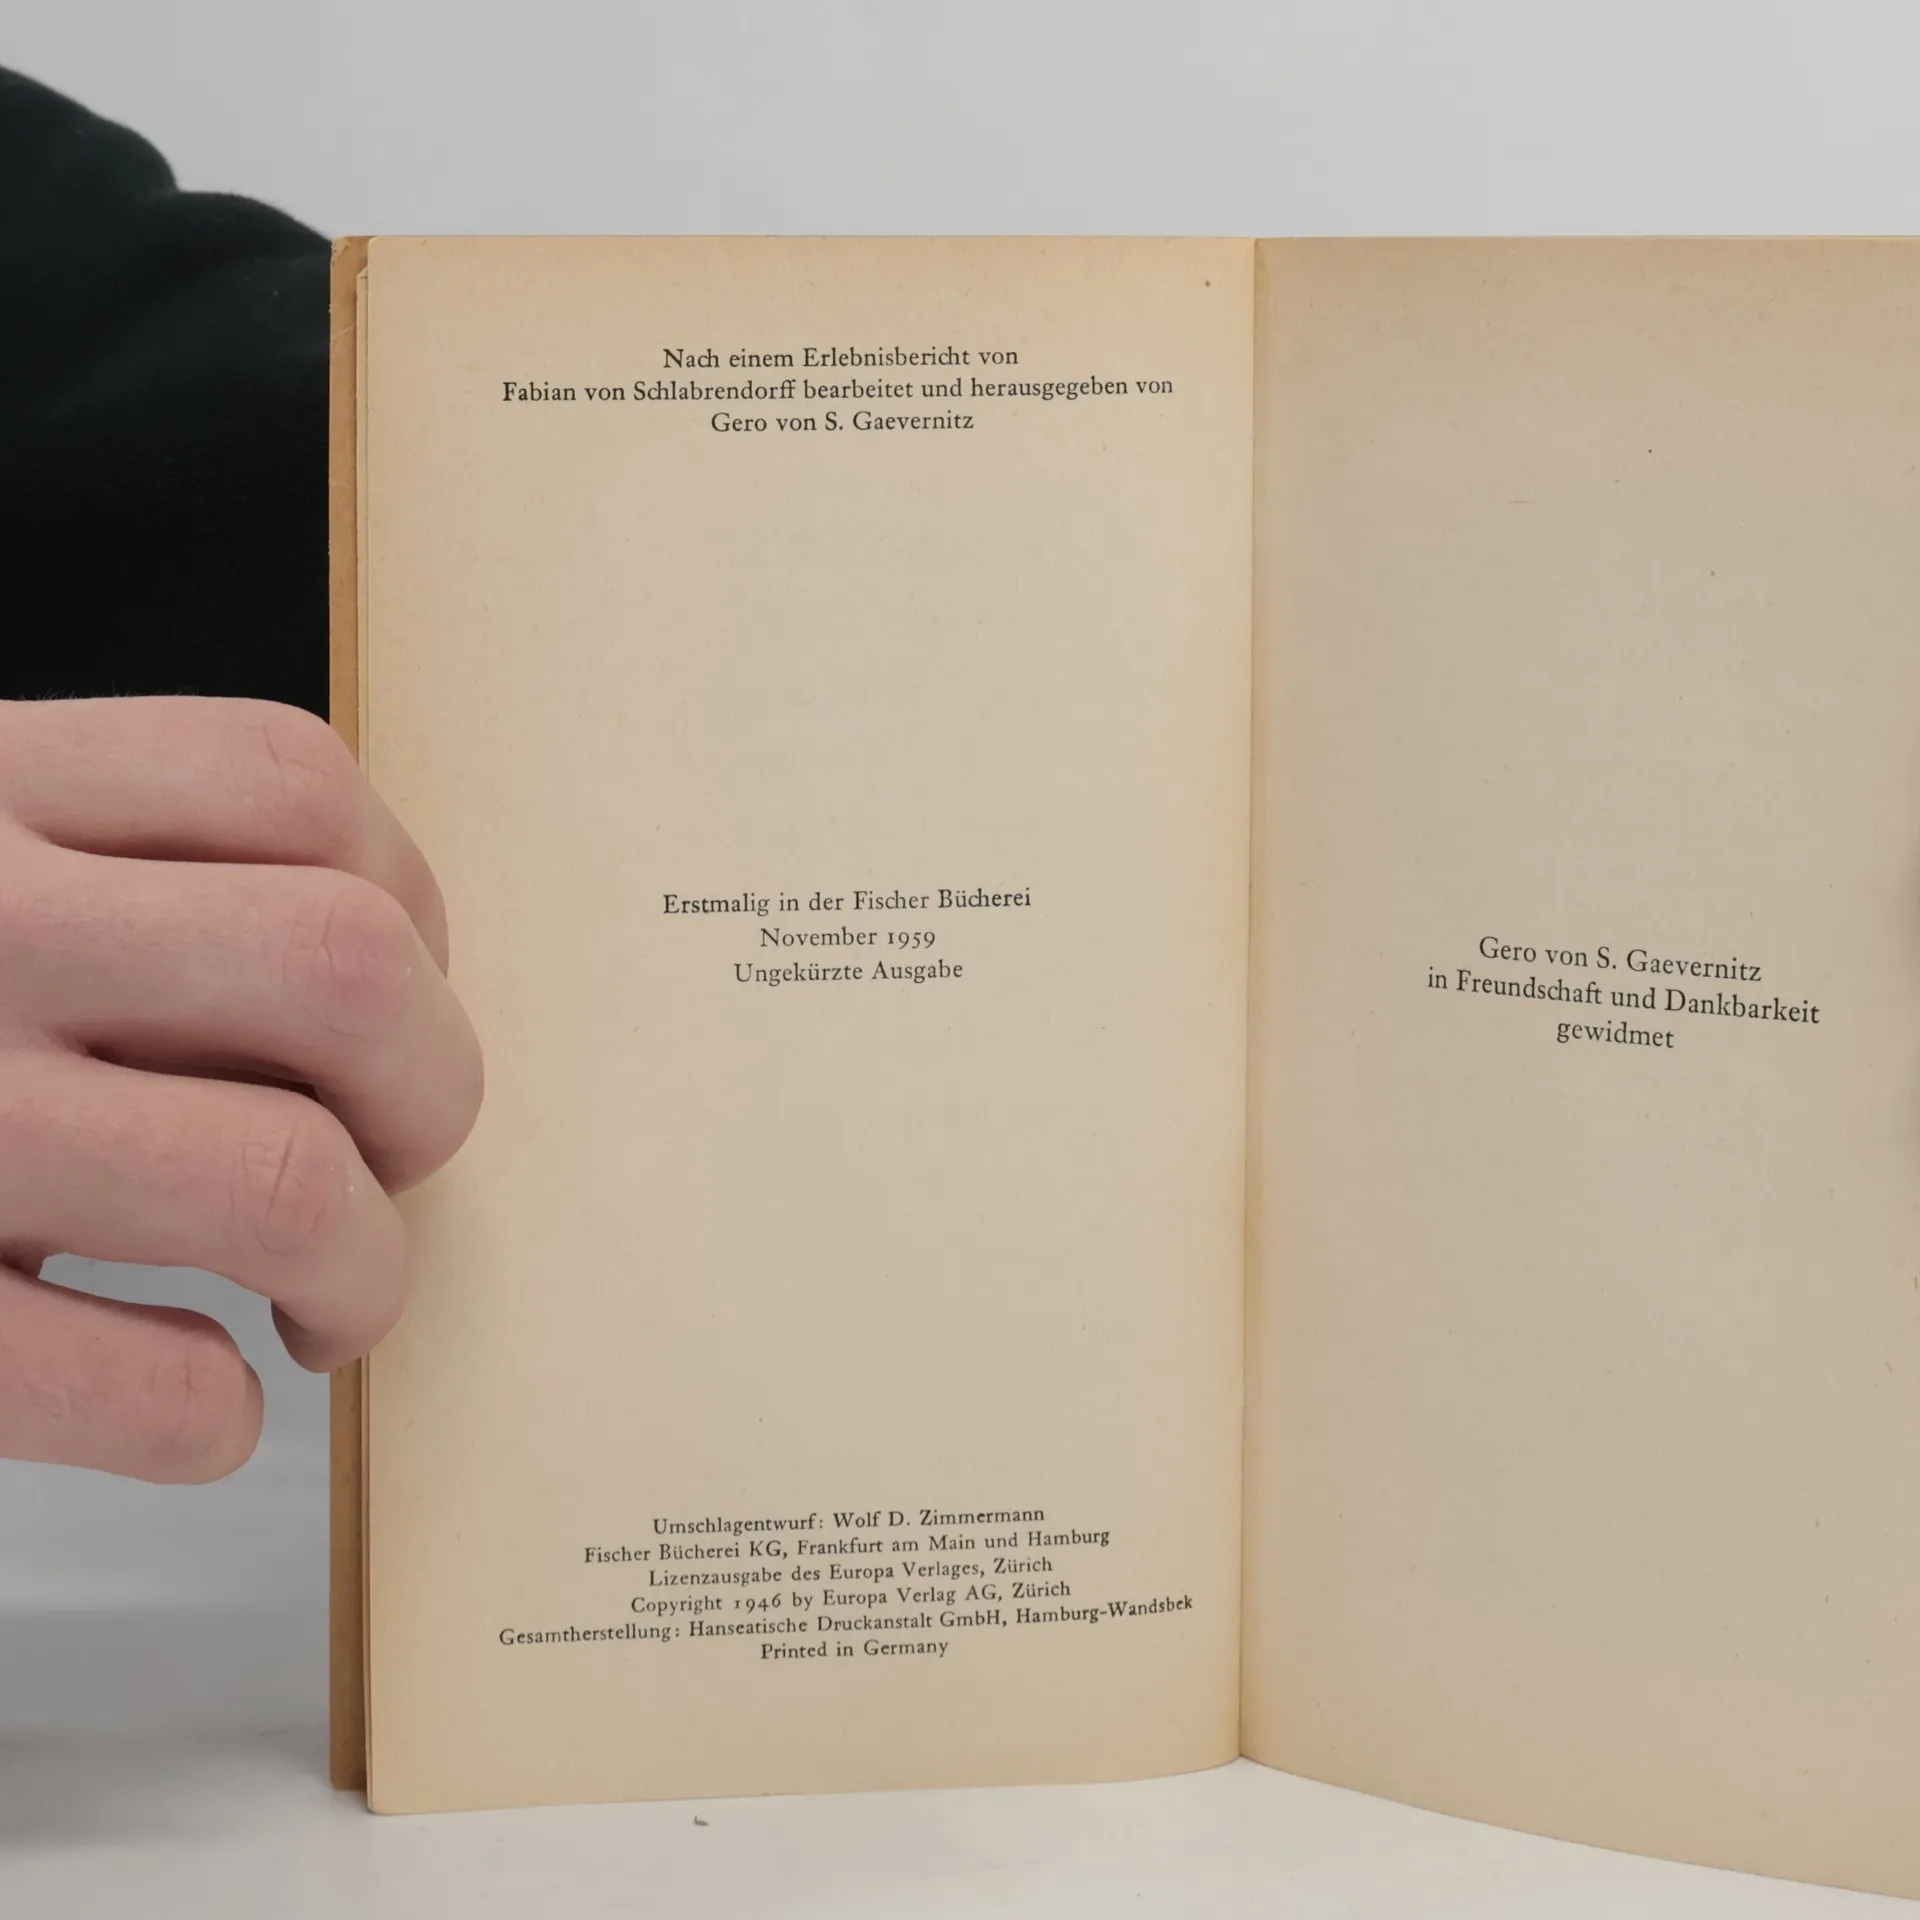 Nach einem Erlebnisbericht von
Fabian von Schlabrendorff bearbeitet und herausgegeben von
Gero von S. Gaevernitz
Erstmalig in der Fischer Bücherei
November 1959
Ungekürzte Ausgabe
Umschlagentwurf: Wolf D. Zimmermann
Fischer Bücherei KG, Frankfurt am Main und Hamburg
Lizenzausgabe des Europa Verlages, Zürich
Copyright 1946 by Europa Verlag AG, Zürich
Gesamtherstellung: Hanseatische Druckanstalt GmbH, Hamburg-Wandsbek
Printed in Germany
Gero von S. Gaevernitz
in Freundschaft und Dankbarkeit
gewidmet